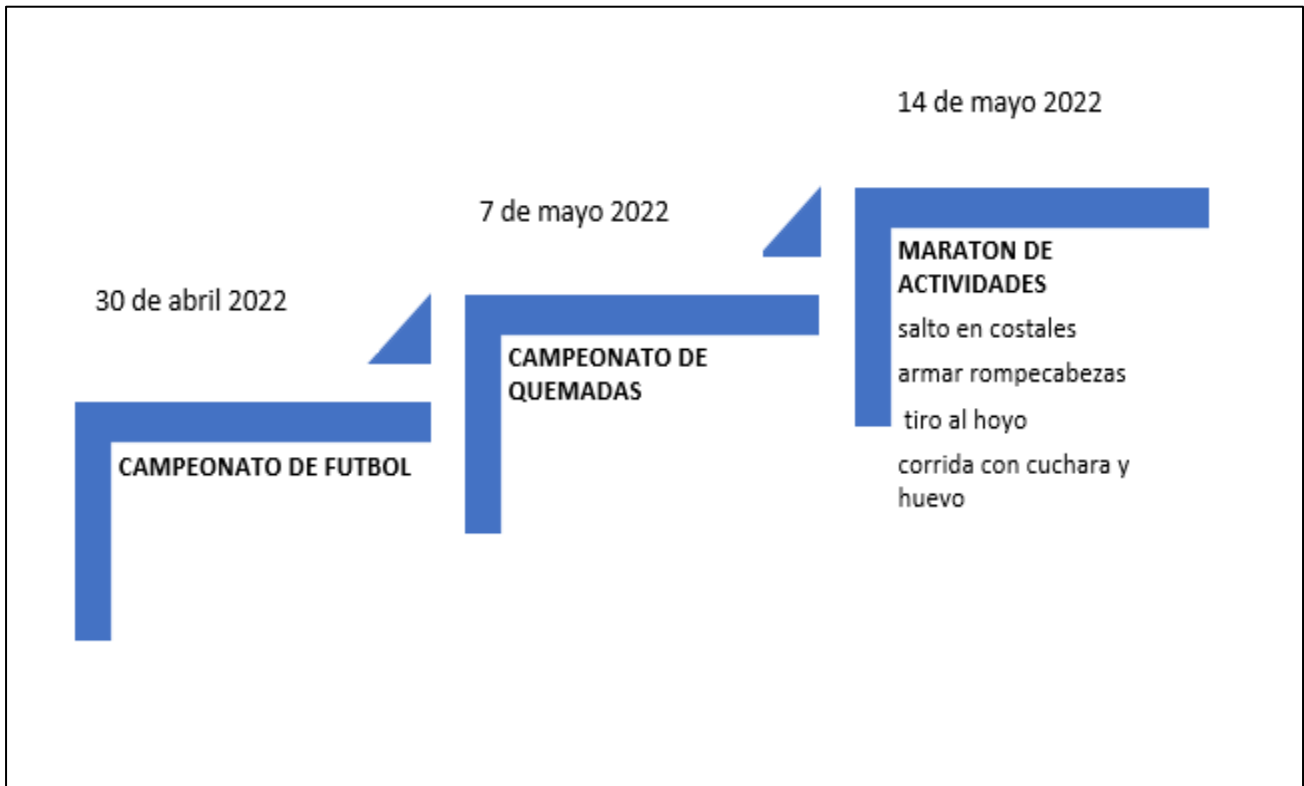 30 de abril 2022
CAMPEONATO DE FUTBOL
7 de mayo 2022
CAMPEONATO DE
QUEMADAS
14 de mayo 2022
MARATON DE
ACTIVIDADES
salto en costales
armar rompecabezas
tiro al hoyo
corrida con cuchara y
huevo